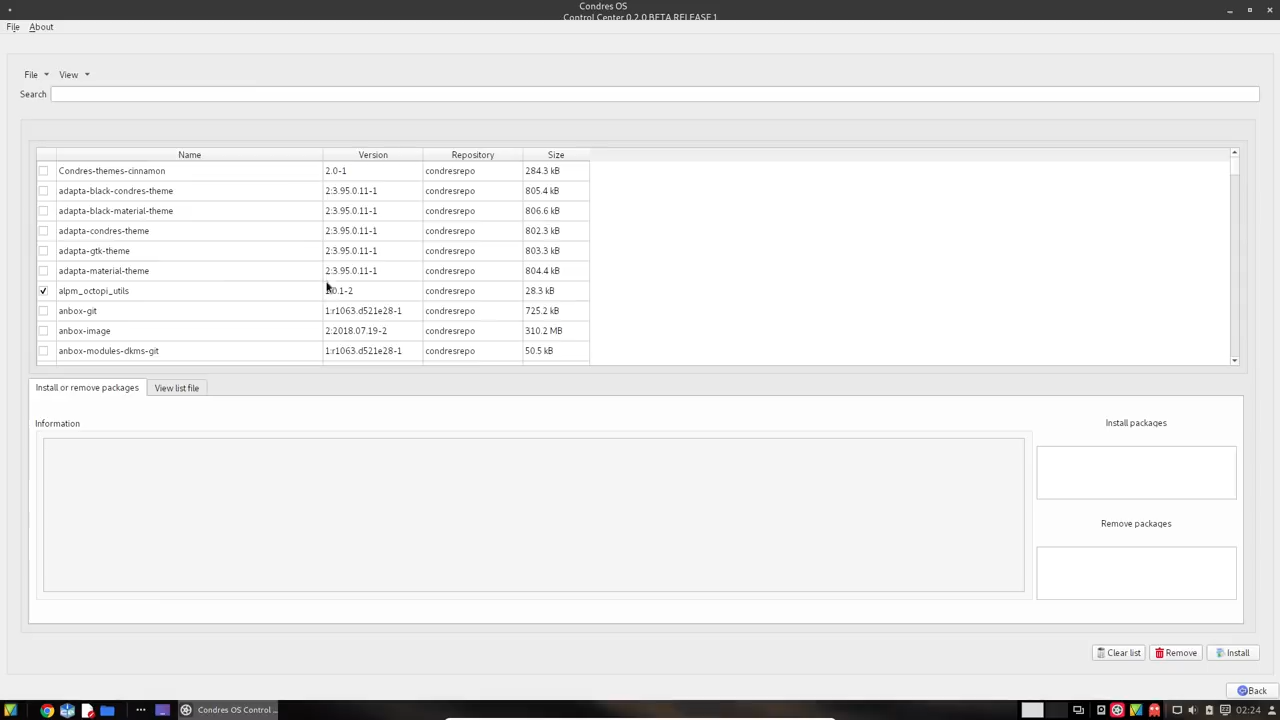 Condres OS
Control Center 0.2.0 BETA RELEASE 1
File About
File View
Search
Name Version Repository Size
Condres-themes-cinnamon 2.0-1 condresrepo 284.3 kB
adapta-black-condres-theme 2:3.95.0.11-1 condresrepo 805.4 kB
adapta-black-material-theme 2:3.95.0.11-1 condresrepo 806.6 kB
adapta-condres-theme 2:3.95.0.11-1 condresrepo 802.3 kB
adapta-gtk-theme 2:3.95.0.11-1 condresrepo 803.3 kB
adapta-material-theme 2:3.95.0.11-1 condresrepo 804.4 kB
alpm_octopi_utils condresrepo 28.3 kB
anbox-git 1:r1063.d521e28-1 condresrepo 725.2 kB
anbox-image 2:2018.07.19-2 condresrepo 310.2 MB
anbox-modules-dkms-git 1:r1063.d521e28-1 condresrepo 50.5 kB
Install or remove packages View list file
Information
Install packages
Remove packages
Clear list Remove Install
Back
Condres OS Control ... 02:24